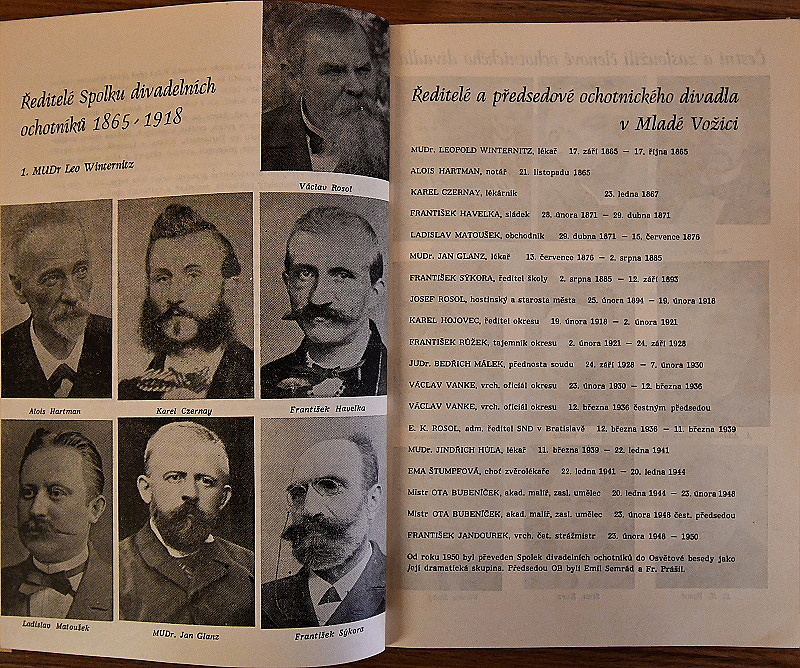 Ředitelé Spolku divadelních
ochotníků 1865-1918
1. MUDr Leo Winternitz
Václav Rosol
Alois Hartman
Karel Czernay
František Havelka
Ladislav Matoušek
MUDr. Jan Glanz
František Sýkora
Ředitelé a předsedové ochotnického divadla
v Mladé Vožici
MUDr. LEOPOLD WINTERNITZ, lékař 17. září 1865 — 17. října 1865
ALOIS HARTMAN, notář 21. listopadu 1865
KAREL CZERNAY, lékárník 23. ledna 1867
FRANTIŠEK HAVELKA, sládek 28. února 1871 — 29. dubna 1871
LADISLAV MATOUŠEK, obchodník 29. dubna 1871 — 15. července 1876
MUDr. JAN GLANZ, lékař 13. července 1876 — 2. srpna 1885
FRANTIŠEK SÝKORA, ředitel školy 2. srpna 1885 — 12. září 1893
JOSEF ROSOL, hostinský a starosta města 25. února 1894 — 19. února 1918
KAREL HOJOVEC, ředitel okresu 19. února 1918 — 2. února 1921
FRANTIŠEK RŮŽEK, tajemník okresu 2. února 1921 — 24. září 1928
JUDr. BEDŘICH MÁLEK, přednosta soudu 24. září 1928 — 7. února 1930
VÁCLAV VANKE, vrch. oficiál okresu 23. února 1930 — 12. března 1936
VÁCLAV VANKE, vrch. oficiál okresu 12. března 1936 čestným předsedou
E. K. ROSOL, adm. ředitel SND v Bratislavě 12. března 1936 — 11. března 1939
MUDr. JINDŘICH HŮLA, lékař 11. března 1939 — 22. ledna 1941
EMA ŠTUMPFOVÁ, choť zvěrolékaře 22. ledna 1941 — 20. ledna 1944
Mistr OTA BUBENÍČEK, akad. malíř, zasl. umělec 20. ledna 1944 — 23. února 1948
Mistr OTA BUBENÍČEK, akad. malíř, zasl. umělec 23. února 1948 čest. předsedou
FRANTIŠEK JANDOUREK, vrch. čet. strážmistr 23. února 1948 — 1950
Od roku 1950 byl převeden Spolek divadelních ochotníků do Osvětové besedy jako
její dramatická skupina. Předsedou OB byli Emil Semrád a Fr. Prášil.